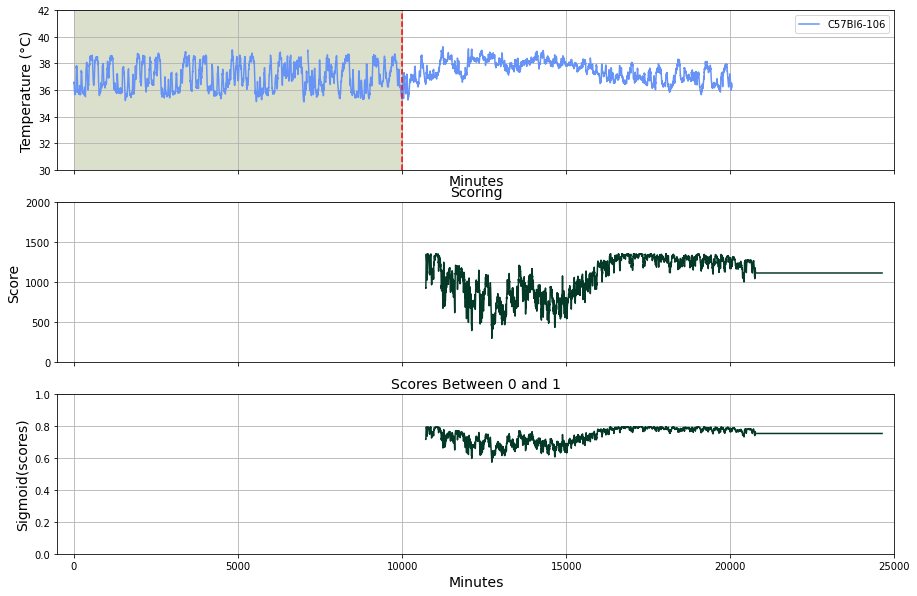 42
40
38
36
34
32
30
Temperature (°C)
C57Bl6-106
Minutes
Scoring
2000
1500
1000
500
0
Score
Scores Between 0 and 1
1.0
0.8
0.6
0.4
0.2
0.0
Sigmoid(scores)
0 5000 10000 15000 20000 25000
Minutes